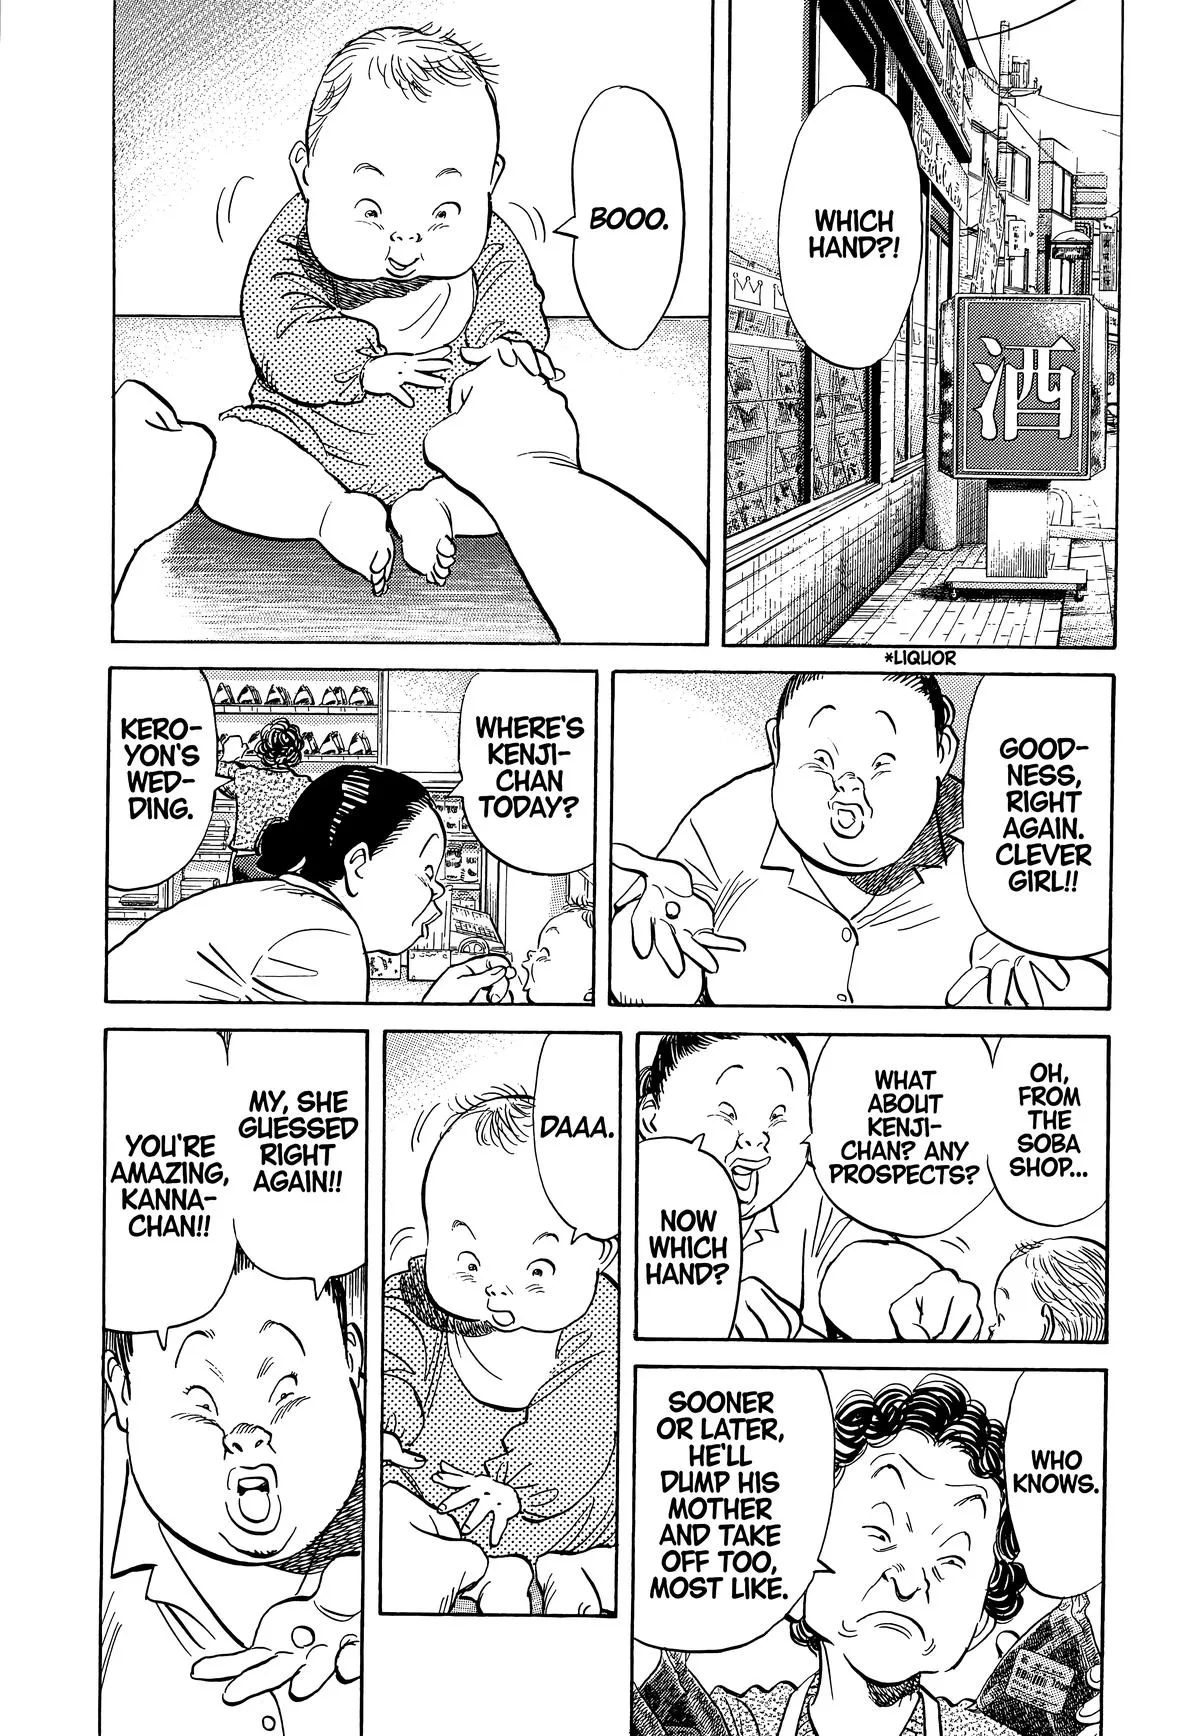 WHICH
HAND?!
酒
*LIQUOR
BOOO.
GOOD-
NESS,
RIGHT
AGAIN.
CLEVER
GIRL!!
WHERE'S
KENJI-
CHAN
TODAY?
KERO-
YON'S
WED-
DING.
OH,
FROM
THE
SOBA
SHOP...
WHAT
ABOUT
KENJI-
CHAN? ANY
PROSPECTS?
NOW
WHICH
HAND?
WHO
KNOWS.
SOONER
OR LATER,
HE'LL
DUMP HIS
MOTHER
AND TAKE
OFF TOO,
MOST LIKE.
DAAA.
MY, SHE
GUESSED
RIGHT
AGAIN!!
YOU'RE
AMAZING,
KANNA-
CHAN!!